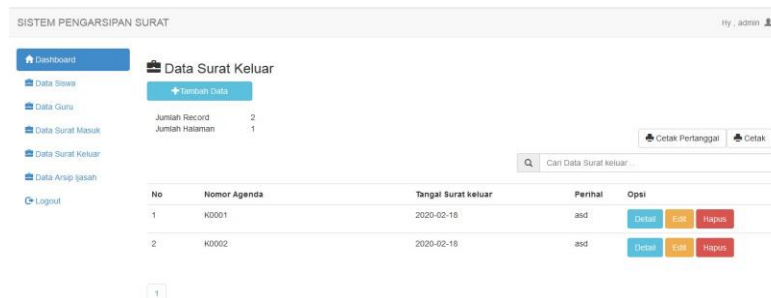 SISTEM PENGARSIPAN SURAT
Hy , admin
Dashboard
Data Siswa
Data Guru
Data Surat Masuk
Data Surat Keluar
Data Arsip Ijasah
Logout
Data Surat Keluar
Tambah Data
Jumlah Record 2
Jumlah Halaman 1
Cetak Pertanggal Cetak
Cari Data Surat keluar ..
No Nomor Agenda Tangal Surat keluar Perihal Opsi
1 K0001 2020-02-18 asd Detail Edit Hapus
2 K0002 2020-02-18 asd Detail Edit Hapus
1